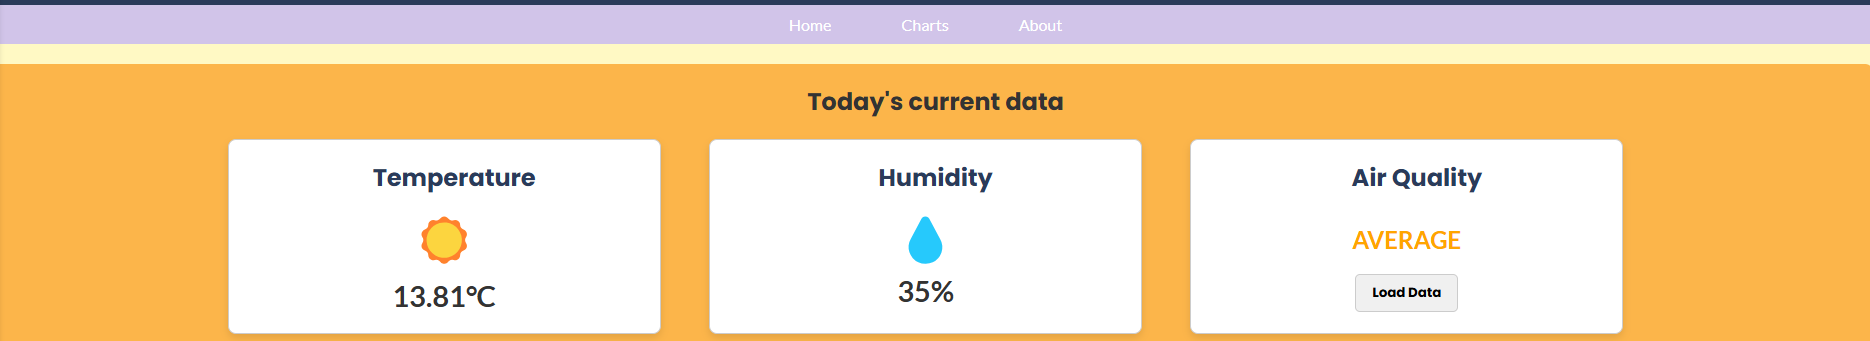 Home Charts About
Today's current data
Temperature
13.81°C
Humidity
35%
Air Quality
AVERAGE
Load Data